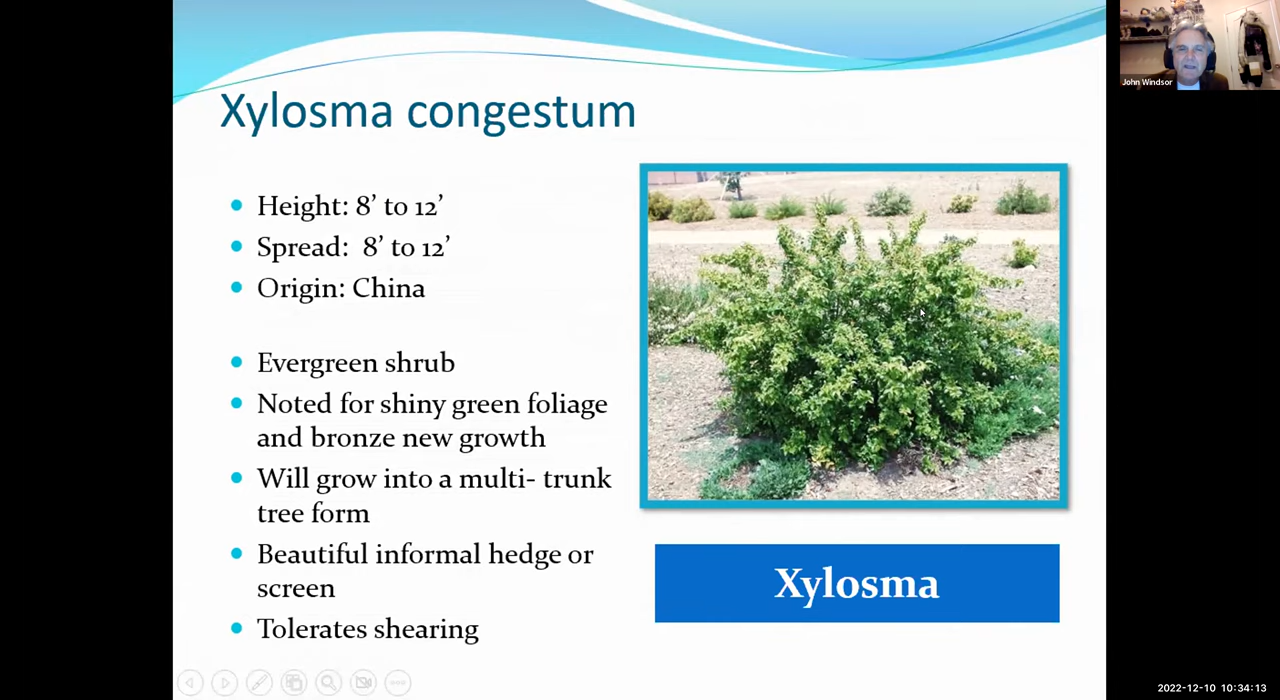 Xylosma congestum
Height: 8’ to 12’
Spread:  8’ to 12’
Origin: China
Evergreen shrub
Noted for shiny green foliage
and bronze new growth
Will grow into a multi- trunk
tree form
Beautiful informal hedge or
screen
Tolerates shearing
Xylosma
John Windsor
2022-12-10 10:34:13